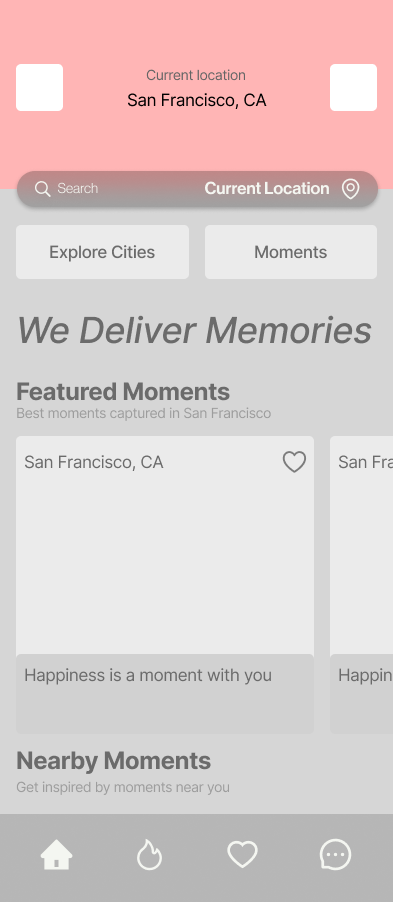 Current location
San Francisco, CA
Search
Current Location
Explore Cities
Moments
We Deliver Memories
Featured Moments
Best moments captured in San Francisco
San Francisco, CA
San Fra
Happiness is a moment with you
Happin
Nearby Moments
Get inspired by moments near you